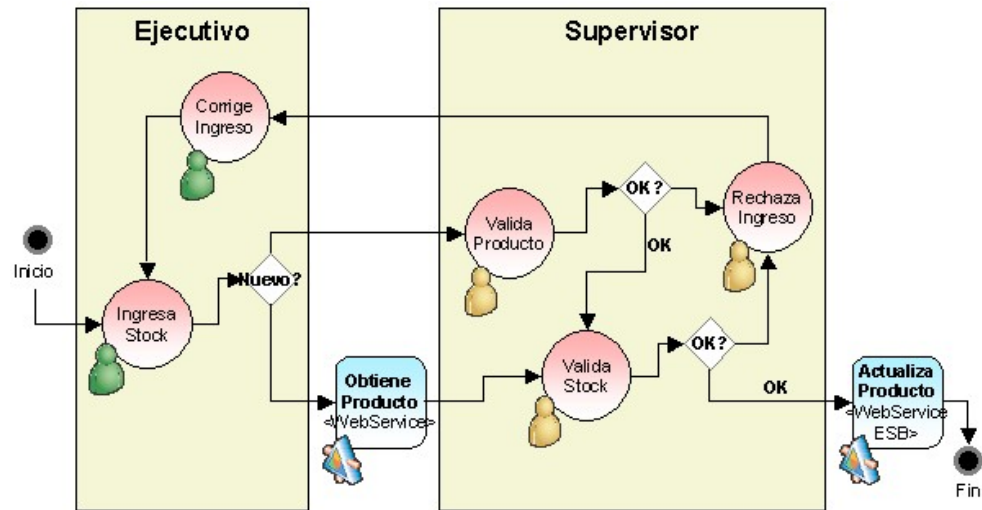 Ejecutivo
Supervisor
Corrige
Ingreso
OK ?
Rechaza
Ingreso
Valida
Producto
OK
Inicio
Nuevo?
Ingresa
Stock
OK?
Valida
Stock
Obtiene
Producto
<WebService>
OK
Actualiza
Producto
<WebService
ESB>
Fin